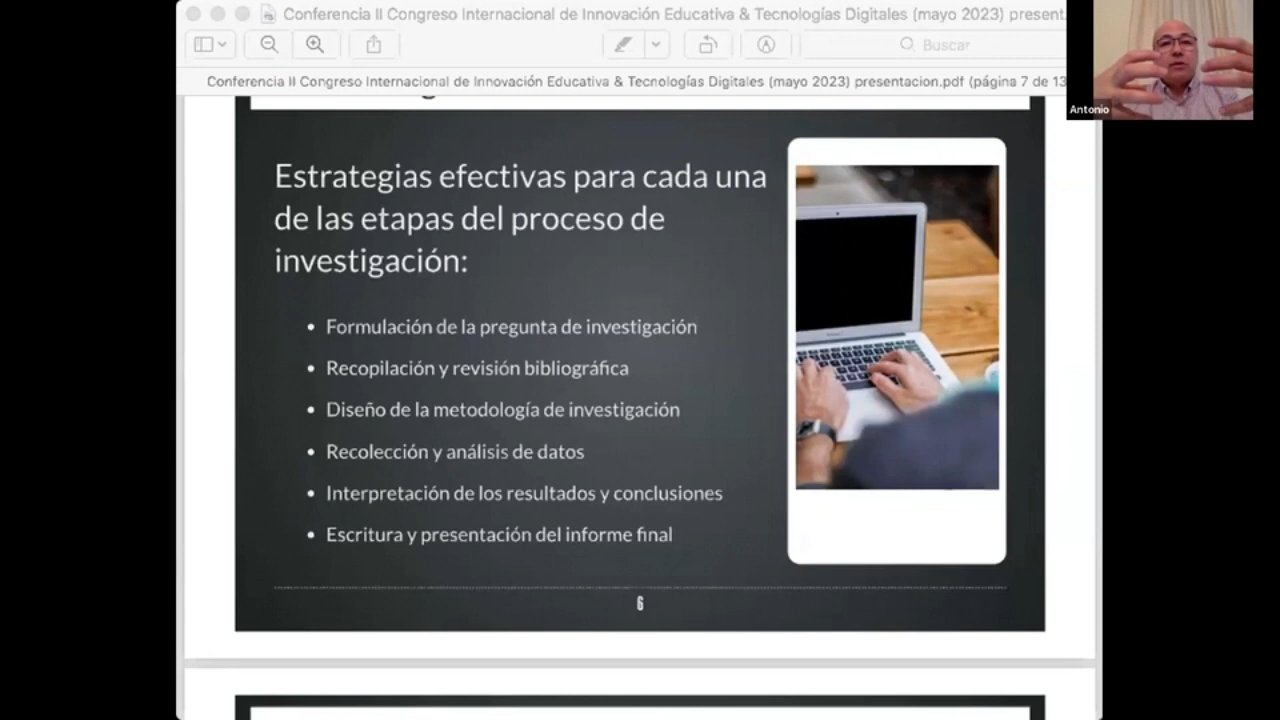 Conferencia II Congreso Internacional de Innovación Educativa & Tecnologías Digitales (mayo 2023) present.
Buscar
Conferencia II Congreso Internacional de Innovación Educativa & Tecnologías Digitales (mayo 2023) presentacion.pdf (página 7 de 13
Antonio
Estrategias efectivas para cada una
de las etapas del proceso de
investigación:
• Formulación de la pregunta de investigación
• Recopilación y revisión bibliográfica
• Diseño de la metodología de investigación
• Recolección y análisis de datos
• Interpretación de los resultados y conclusiones
• Escritura y presentación del informe final
6